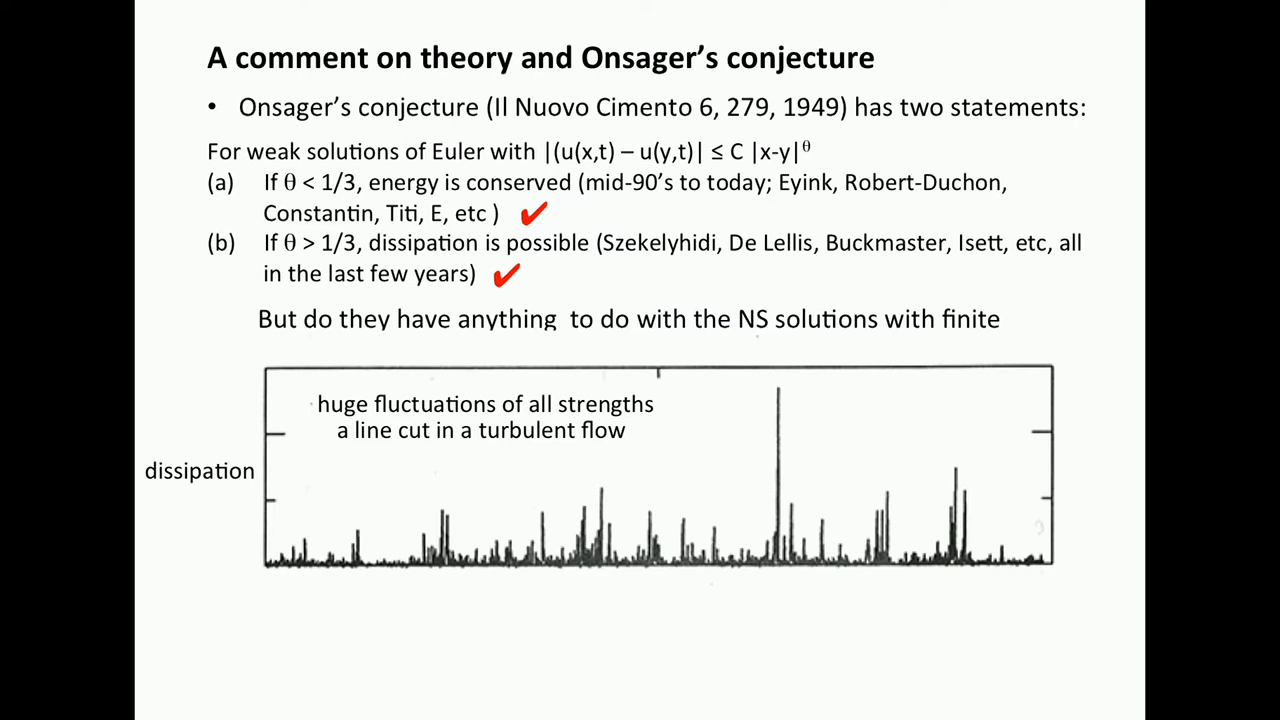 A comment on theory and Onsager’s conjecture
• Onsager’s conjecture (Il Nuovo Cimento 6, 279, 1949) has two statements:
For weak solutions of Euler with |(u(x,t) – u(y,t)| ≤ C |x-y|^θ
(a) If θ < 1/3, energy is conserved (mid-90’s to today; Eyink, Robert-Duchon,
Constantin, Titi, E, etc ) ✔
(b) If θ > 1/3, dissipation is possible (Szekelyhidi, De Lellis, Buckmaster, Isett, etc, all
in the last few years) ✔
But do they have anything to do with the NS solutions with finite
huge fluctuations of all strengths
a line cut in a turbulent flow
dissipation